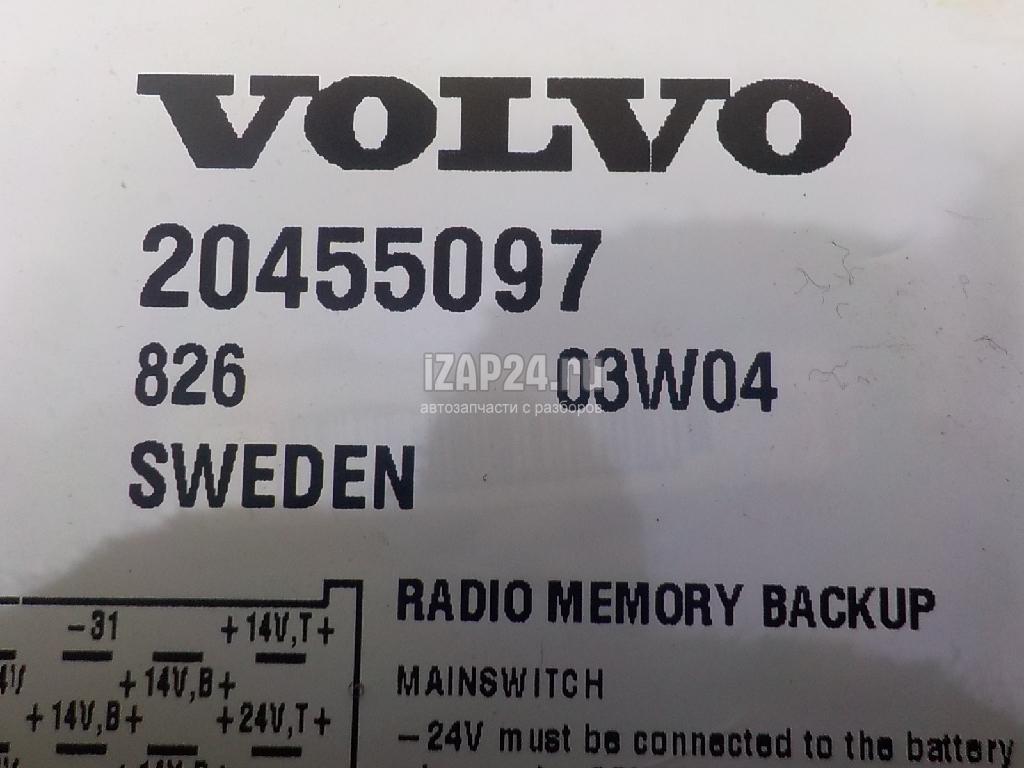 VOLVO
20455097
826 03W04
iZAP24.ru
автозапчасти с разборов
SWEDEN
RADIO MEMORY BACKUP
-31 +14V,T+
MAINSWITCH
+14V,B+
+14V,B+ +24V,T+
-24V must be connected to the battery